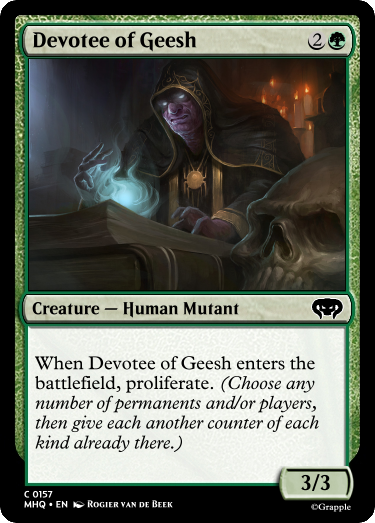 Devotee of Geesh 2
Creature — Human Mutant
When Devotee of Geesh enters the
battlefield, proliferate. (Choose any
number of permanents and/or players,
then give each another counter of each
kind already there.)
3/3
C 0157
MHQ • EN Rogier van de Beek
©Grapple